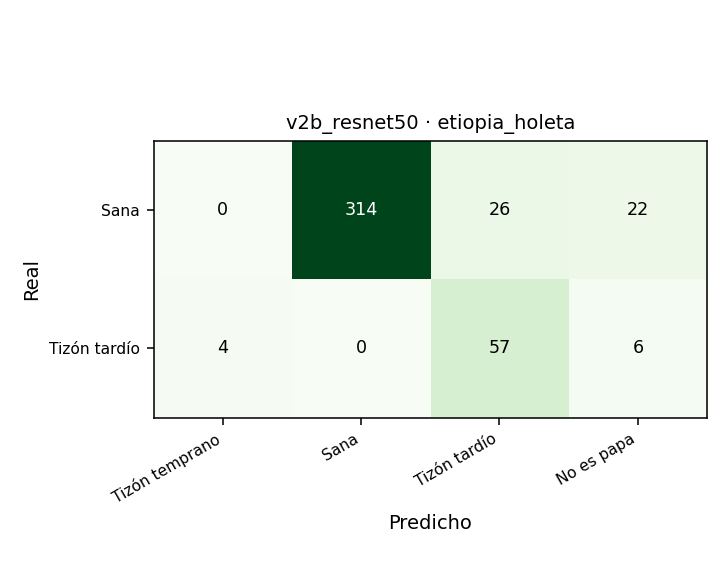 v2b_resnet50 · etiopia_holeta
Real
Sana
0
314
26
22
Tizón tardío
4
0
57
6
Tizón temprano
Sana
Tizón tardío
No es papa
Predicho